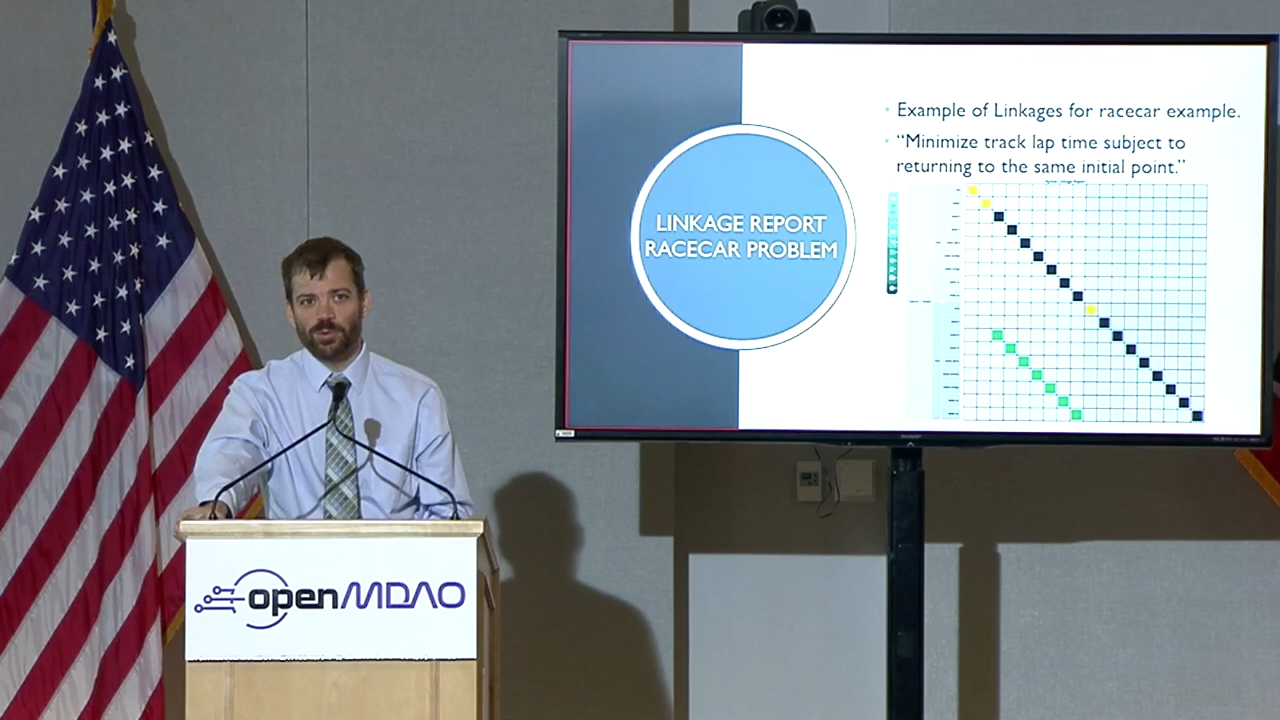 Example of Linkages for racecar example.
“Minimize track lap time subject to
returning to the same initial point.”
LINKAGE REPORT
RACECAR PROBLEM
openMDAO